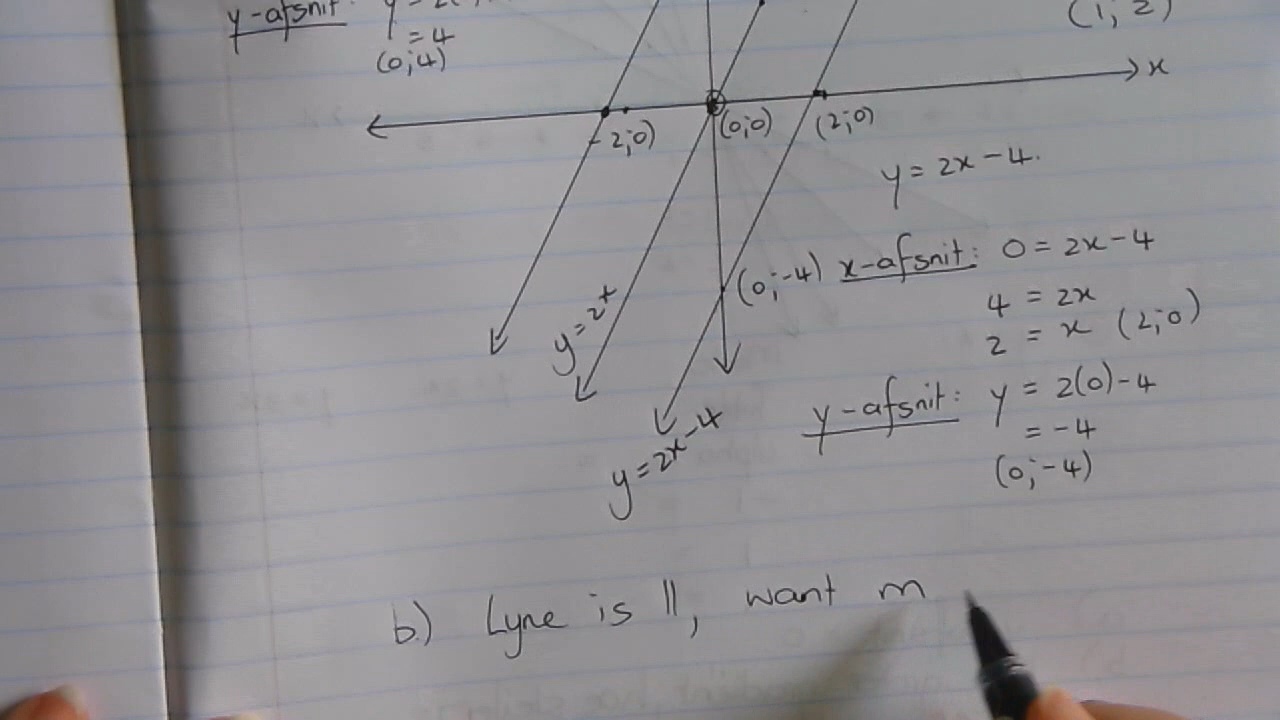 y-afsnit:
= 4
(0;4)
(1; 2)
x
-2;0)
(0;0)
(2;0)
y = 2x - 4.
(0;-4)
x-afsnit: 0 = 2x - 4
4 = 2x
2 = x (2;0)
y = 2x
y = 2x - 4
y-afsnit: y = 2(0) - 4
= -4
(0;-4)
b.) Lyne is ||, want m